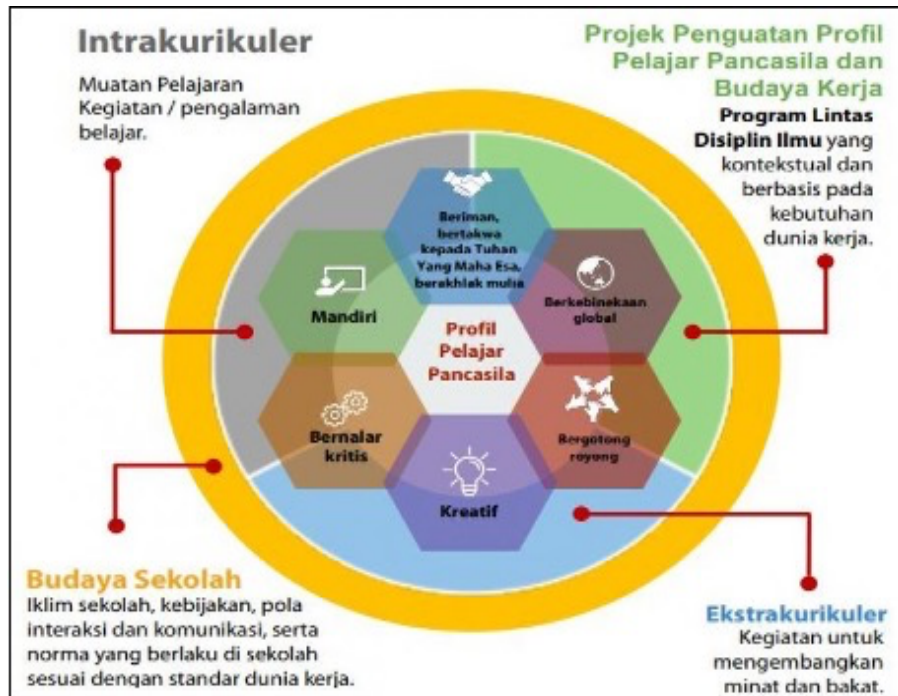 Intrakurikuler
Muatan Pelajaran
Kegiatan / pengalaman
belajar.
Projek Penguatan Profil
Pelajar Pancasila dan
Budaya Kerja
Program Lintas
Disiplin Ilmu yang
kontekstual dan
berbasis pada
kebutuhan
dunia kerja.
Beriman,
bertakwa
kepada Tuhan
Yang Maha Esa,
berakhlak mulia
Mandiri
Berkebinekaan
global
Profil
Pelajar
Pancasila
Bernalar
kritis
Bergotong
royong
Kreatif
Budaya Sekolah
Iklim sekolah, kebijakan, pola
interaksi dan komunikasi, serta
norma yang berlaku di sekolah
sesuai dengan standar dunia kerja.
Ekstrakurikuler
Kegiatan untuk
mengembangkan
minat dan bakat.